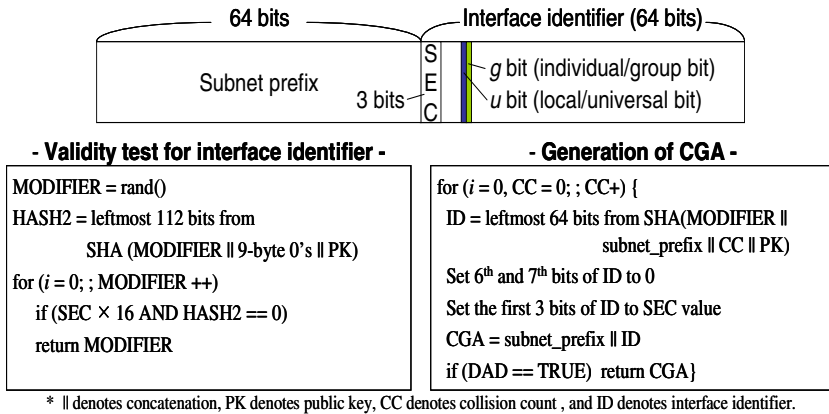 64 bits
Interface identifier (64 bits)
Subnet prefix
3 bits
S
E
C
g bit (individual/group bit)
u bit (local/universal bit)
- Validity test for interface identifier -
MODIFIER = rand()
HASH2 = leftmost 112 bits from
SHA (MODIFIER || 9-byte 0's || PK)
for (i = 0; ; MODIFIER ++)
if (SEC × 16 AND HASH2 == 0)
return MODIFIER
- Generation of CGA -
for (i = 0, CC = 0; ; CC+) {
ID = leftmost 64 bits from SHA(MODIFIER ||
subnet_prefix || CC || PK)
Set 6th and 7th bits of ID to 0
Set the first 3 bits of ID to SEC value
CGA = subnet_prefix || ID
if (DAD == TRUE) return CGA}
* || denotes concatenation, PK denotes public key, CC denotes collision count , and ID denotes interface identifier.